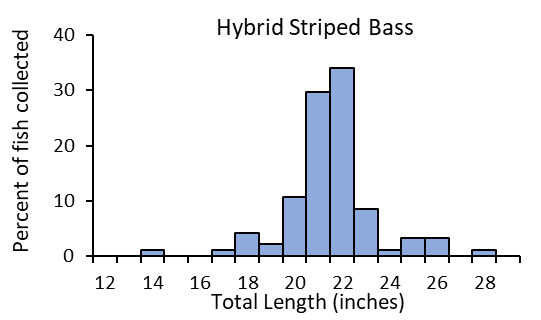 Hybrid Striped Bass
Percent of fish collected
40
30
20
10
0
12 14 16 18 20 22 24 26 28
Total Length (inches)